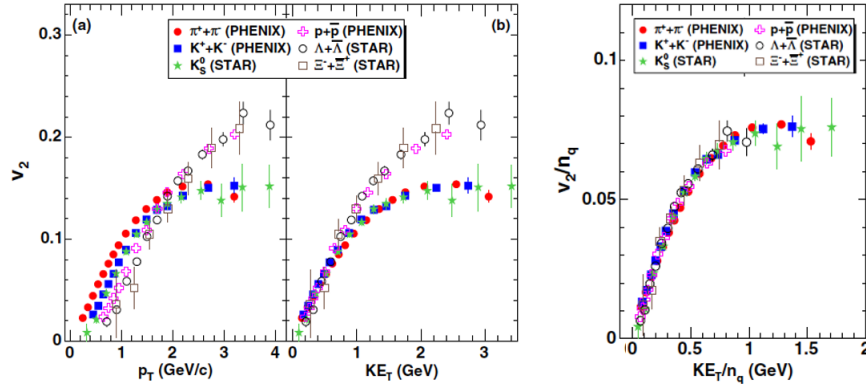 (a)
π⁺+π⁻ (PHENIX)
K⁺+K⁻ (PHENIX)
K⁰S (STAR)
p+p̅ (PHENIX)
Λ+Λ̅ (STAR)
Ξ⁻+Ξ̅⁺ (STAR)
(b)
v₂
0.3
0.2
0.1
0
0 1 2 3 4
pT (GeV/c)
0 1 2 3
KET (GeV)
π⁺+π⁻ (PHENIX)
K⁺+K⁻ (PHENIX)
K⁰S (STAR)
p+p̅ (PHENIX)
Λ+Λ̅ (STAR)
Ξ⁻+Ξ̅⁺ (STAR)
v₂/nq
0.1
0.05
0
0 0.5 1 1.5 2
KET/nq (GeV)